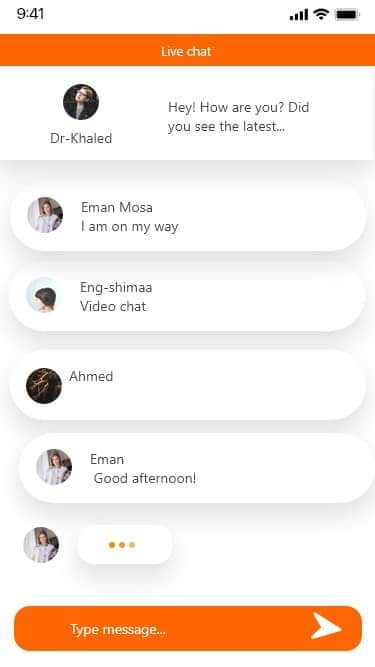 9:41
Live chat
Hey! How are you? Did
you see the latest...
Dr-Khaled
Eman Mosa
I am on my way
Eng-shimaa
Video chat
Ahmed
Eman
Good afternoon!
Type message...